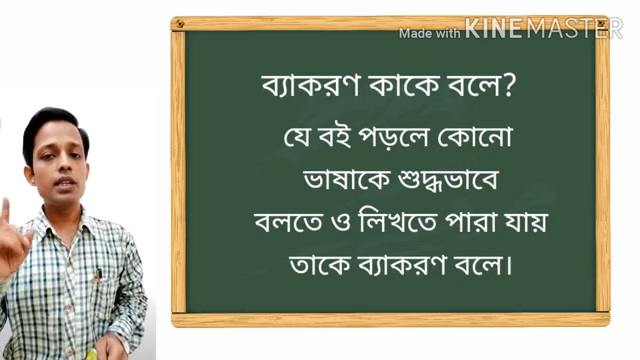 Made with KINEMASTER
ব্যাকরণ কাকে বলে?
যে বই পড়লে কোনো
ভাষাকে শুদ্ধভাবে
বলতে ও লিখতে পারা যায়
তাকে ব্যাকরণ বলে।